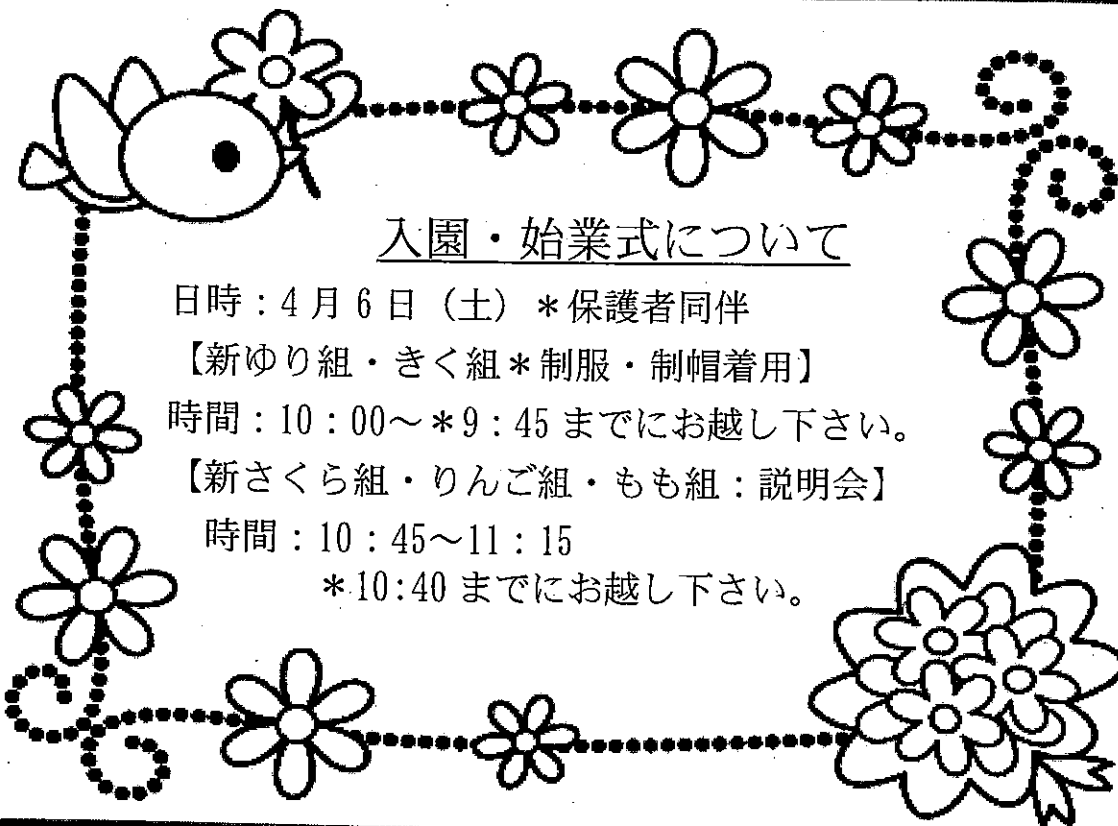 入園・始業式について
日時：4月6日（土）＊保護者同伴
【新ゆり組・きく組＊制服・制帽着用】
時間：10：00～＊9：45までにお越し下さい。
【新さくら組・りんご組・もも組：説明会】
時間：10：45～11：15
＊10:40までにお越し下さい。